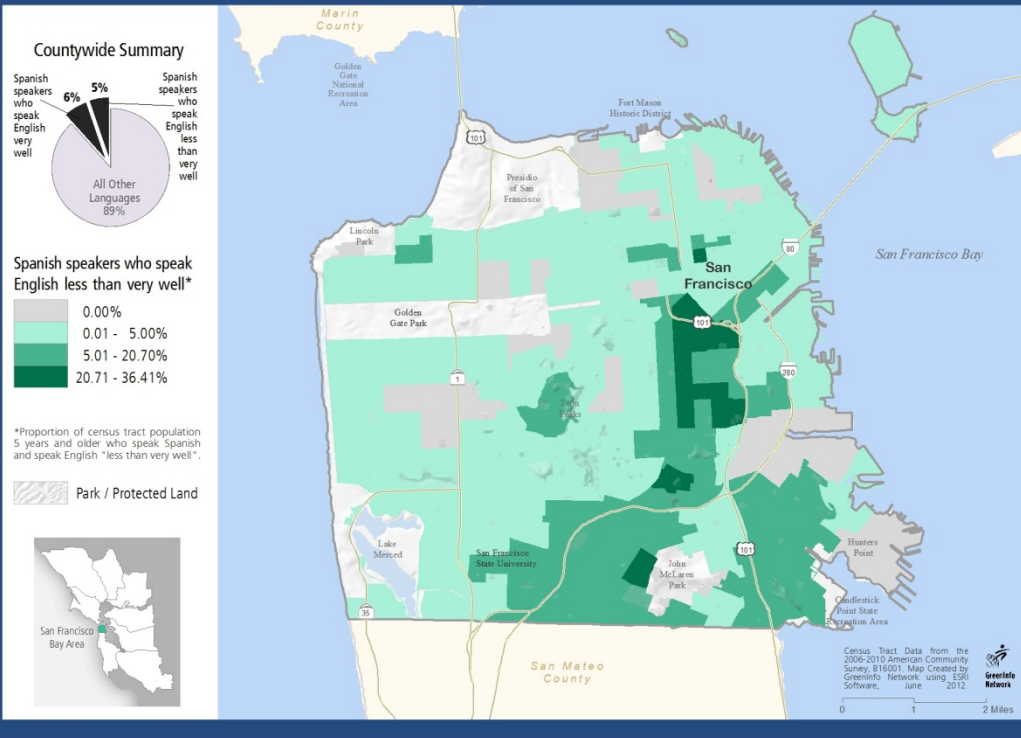 Countywide Summary
Spanish
speakers
who
speak
English
very
well
6%
5%
Spanish
speakers
who
speak
English
less
than
very
well
All Other
Languages
89%
Spanish speakers who speak
English less than very well*
0.00%
0.01 - 5.00%
5.01 - 20.70%
20.71 - 36.41%
*Proportion of census tract population
5 years and older who speak Spanish
and speak English "less than very well".
Park / Protected Land
San Francisco
Bay Area
Marin
County
Golden
Gate
National
Recreation
Area
Fort Mason
Historic District
101
Presidio
of San
Francisco
Lincoln
Park
80
San Francisco Bay
San
Francisco
Golden
Gate Park
101
1
280
Twin
Peaks
Lake
Merced
San Francisco
State University
101
John
McLaren
Park
Hunters
Point
Candlestick
Point State
Recreation Area
35
San Mateo
County
Census Tract Data from the
2006-2010 American Community
Survey, B16001. Map Created by
GreenInfo Network using ESRI
Software, June 2012.
GreenInfo
Network
0 1 2 Miles